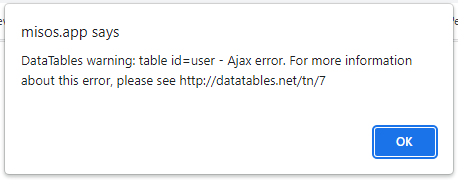 misos.app says
DataTables warning: table id=user - Ajax error. For more information
about this error, please see http://datatables.net/tn/7
OK